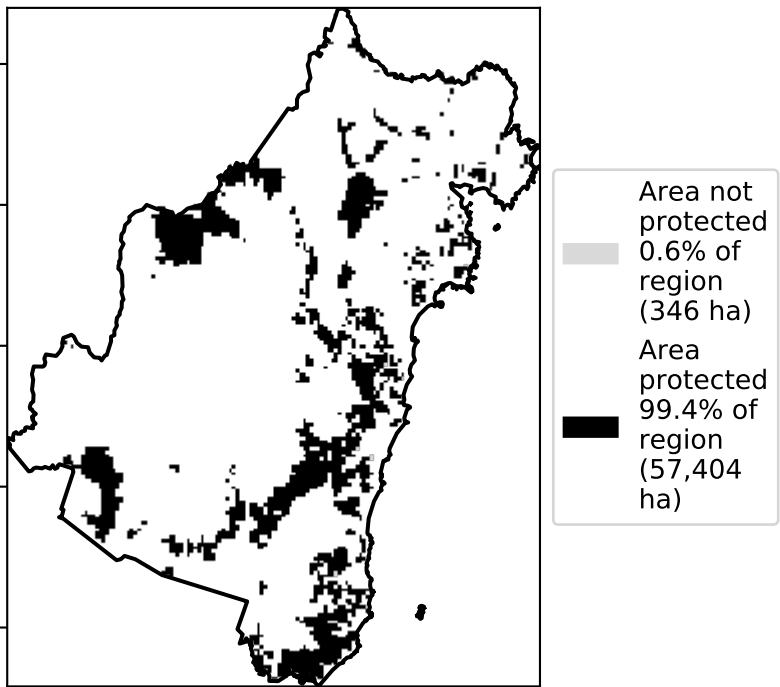 Area not
protected
0.6% of
region
(346 ha)
Area
protected
99.4% of
region
(57,404
ha)